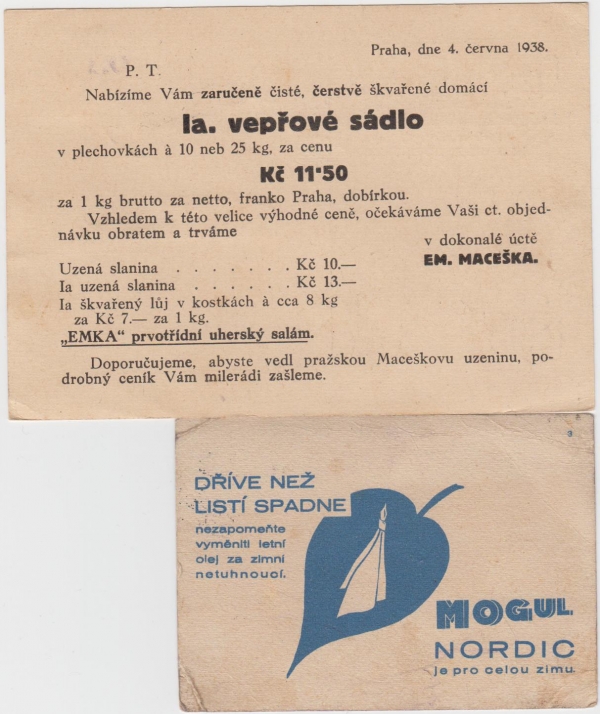 Praha, dne 4. června 1938.
P. T.
Nabízíme Vám zaručeně čisté, čerstvě škvařené domácí
Ia. vepřové sádlo
v plechovkách à 10 neb 25 kg, za cenu
Kč 11·50
za 1 kg brutto za netto, franko Praha, dobírkou.
Vzhledem k této velice výhodné ceně, očekáváme Vaši ct. objed-
návku obratem a trváme
v dokonalé úctě
EM. MACEŠKA.
Uzená slanina . . . . . . . Kč 10.—
Ia uzená slanina . . . . . . Kč 13.—
Ia škvařený lůj v kostkách à cca 8 kg
za Kč 7.— za 1 kg.
„EMKA" prvotřídní uherský salám.
Doporučujeme, abyste vedl pražskou Maceškovu uzeninu, po-
drobný ceník Vám milerádi zašleme.
3
DŘÍVE NEŽ
LISTÍ SPADNE
nezapomeňte
vyměniti letní
olej za zimní
netuhnoucí.
MOGUL
NORDIC
je pro celou zimu